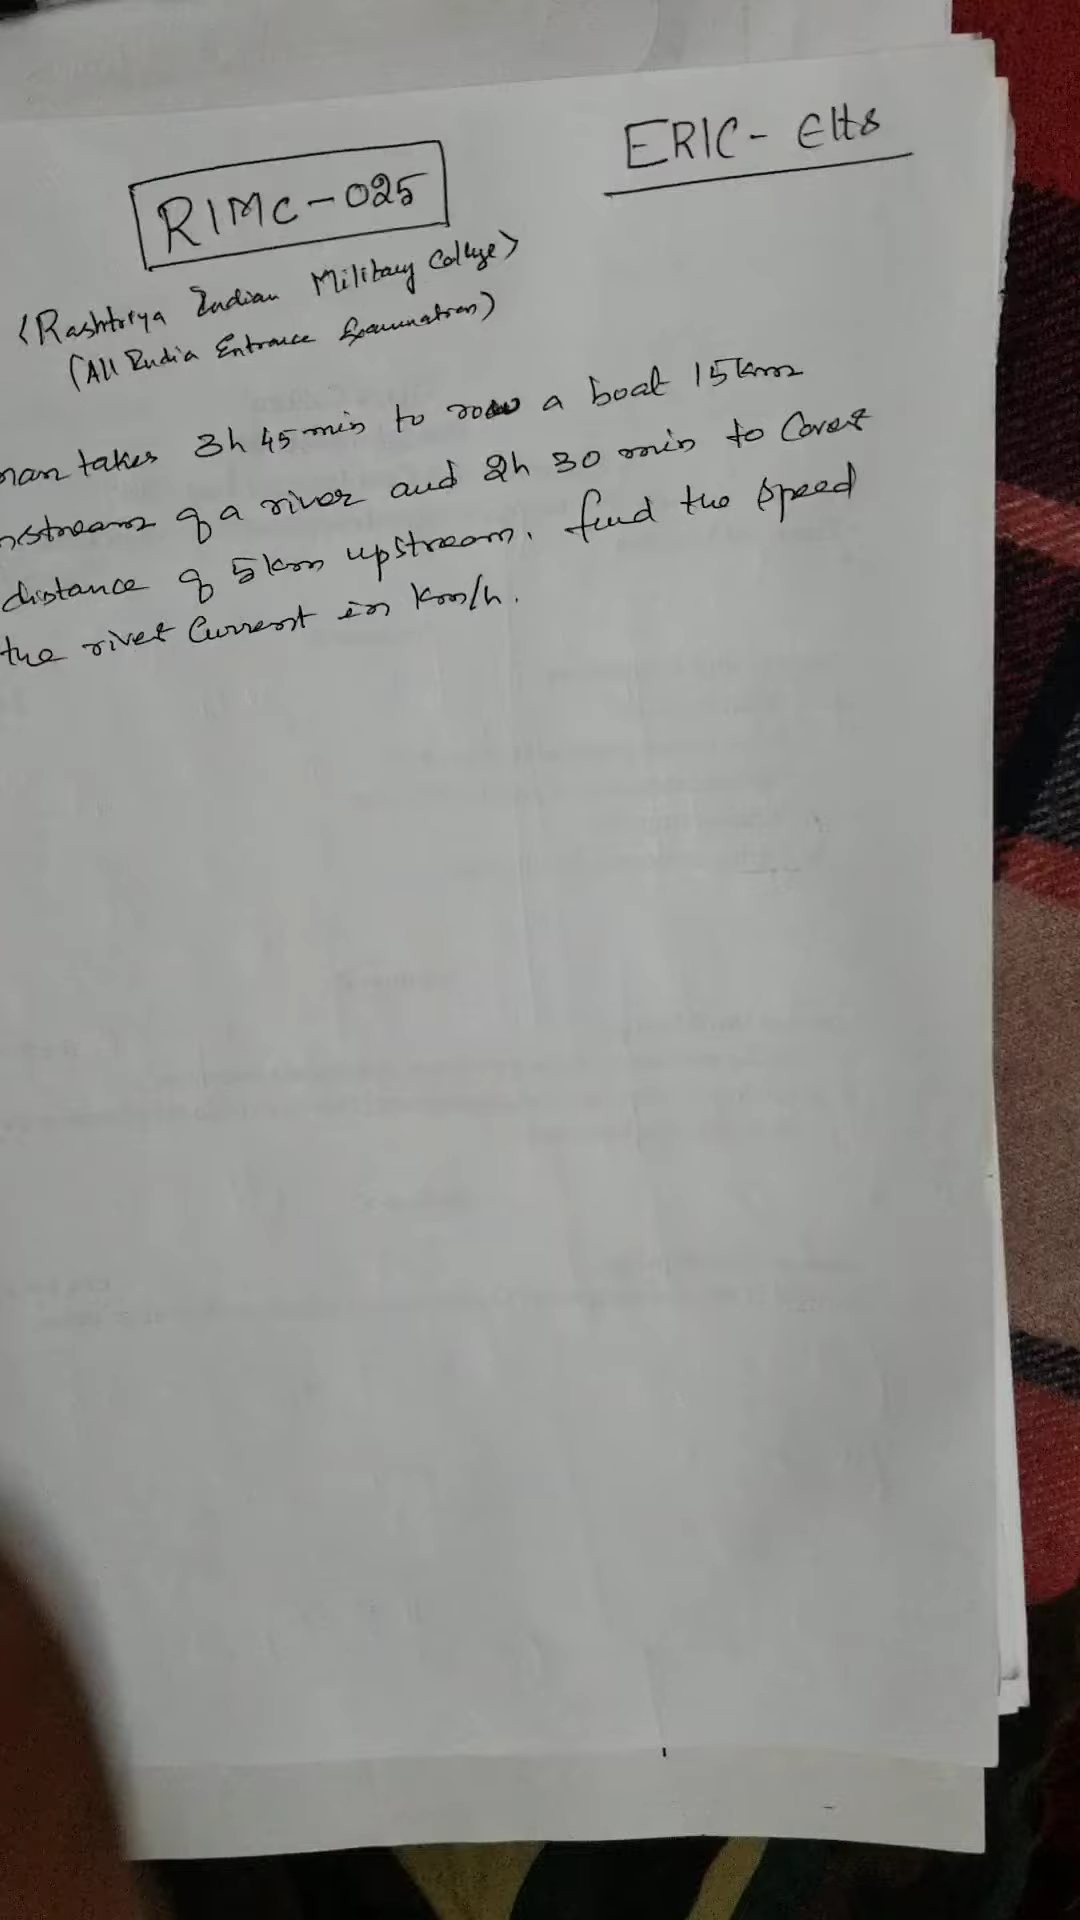 ERIC- elts
RIMC-025
(Rashtriya Indian Military College)
(All India Entrance Examination)
man takes 3h 45 min to row a boat 15km
nstream of a river and 2h 30 min to Cover
distance of 5km upstream. find the speed
the river Current in km/h.